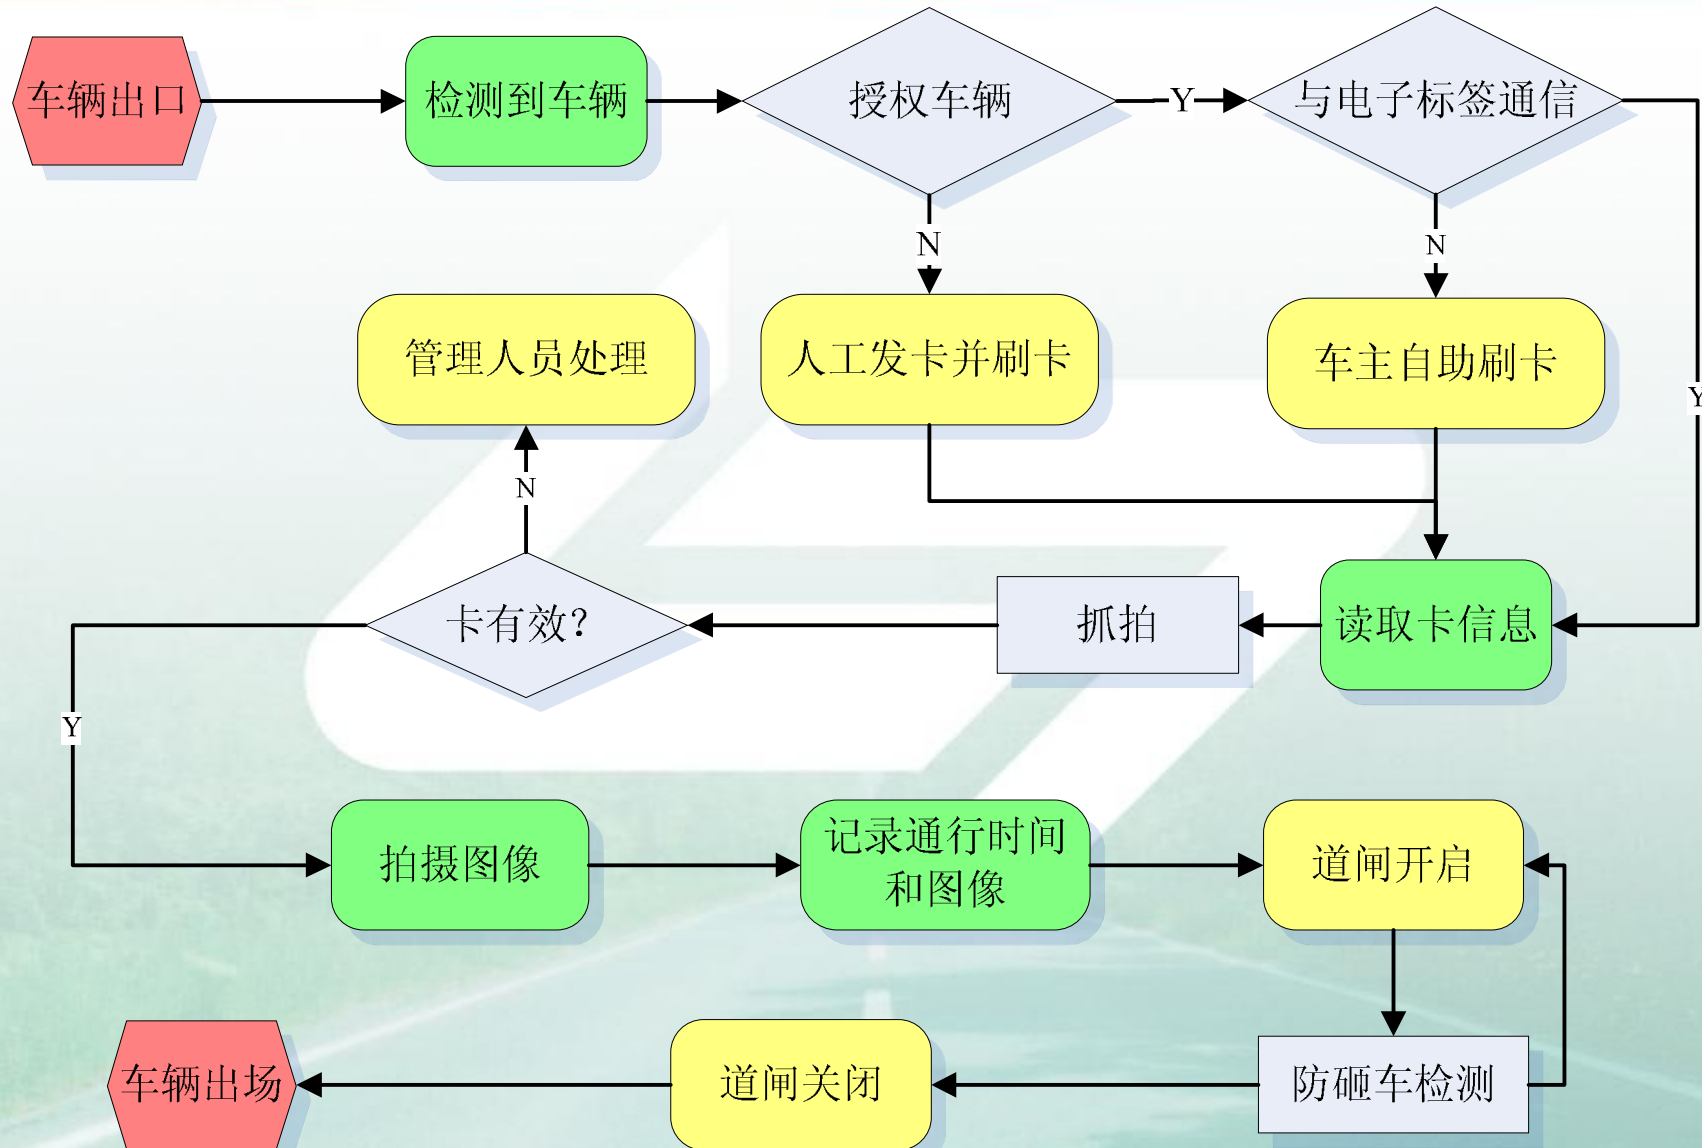 车辆出口
检测到车辆
授权车辆
Y
与电子标签通信
N
N
管理人员处理
人工发卡并刷卡
车主自助刷卡
Y
N
卡有效？
抓拍
读取卡信息
Y
拍摄图像
记录通行时间
和图像
道闸开启
车辆出场
道闸关闭
防砸车检测